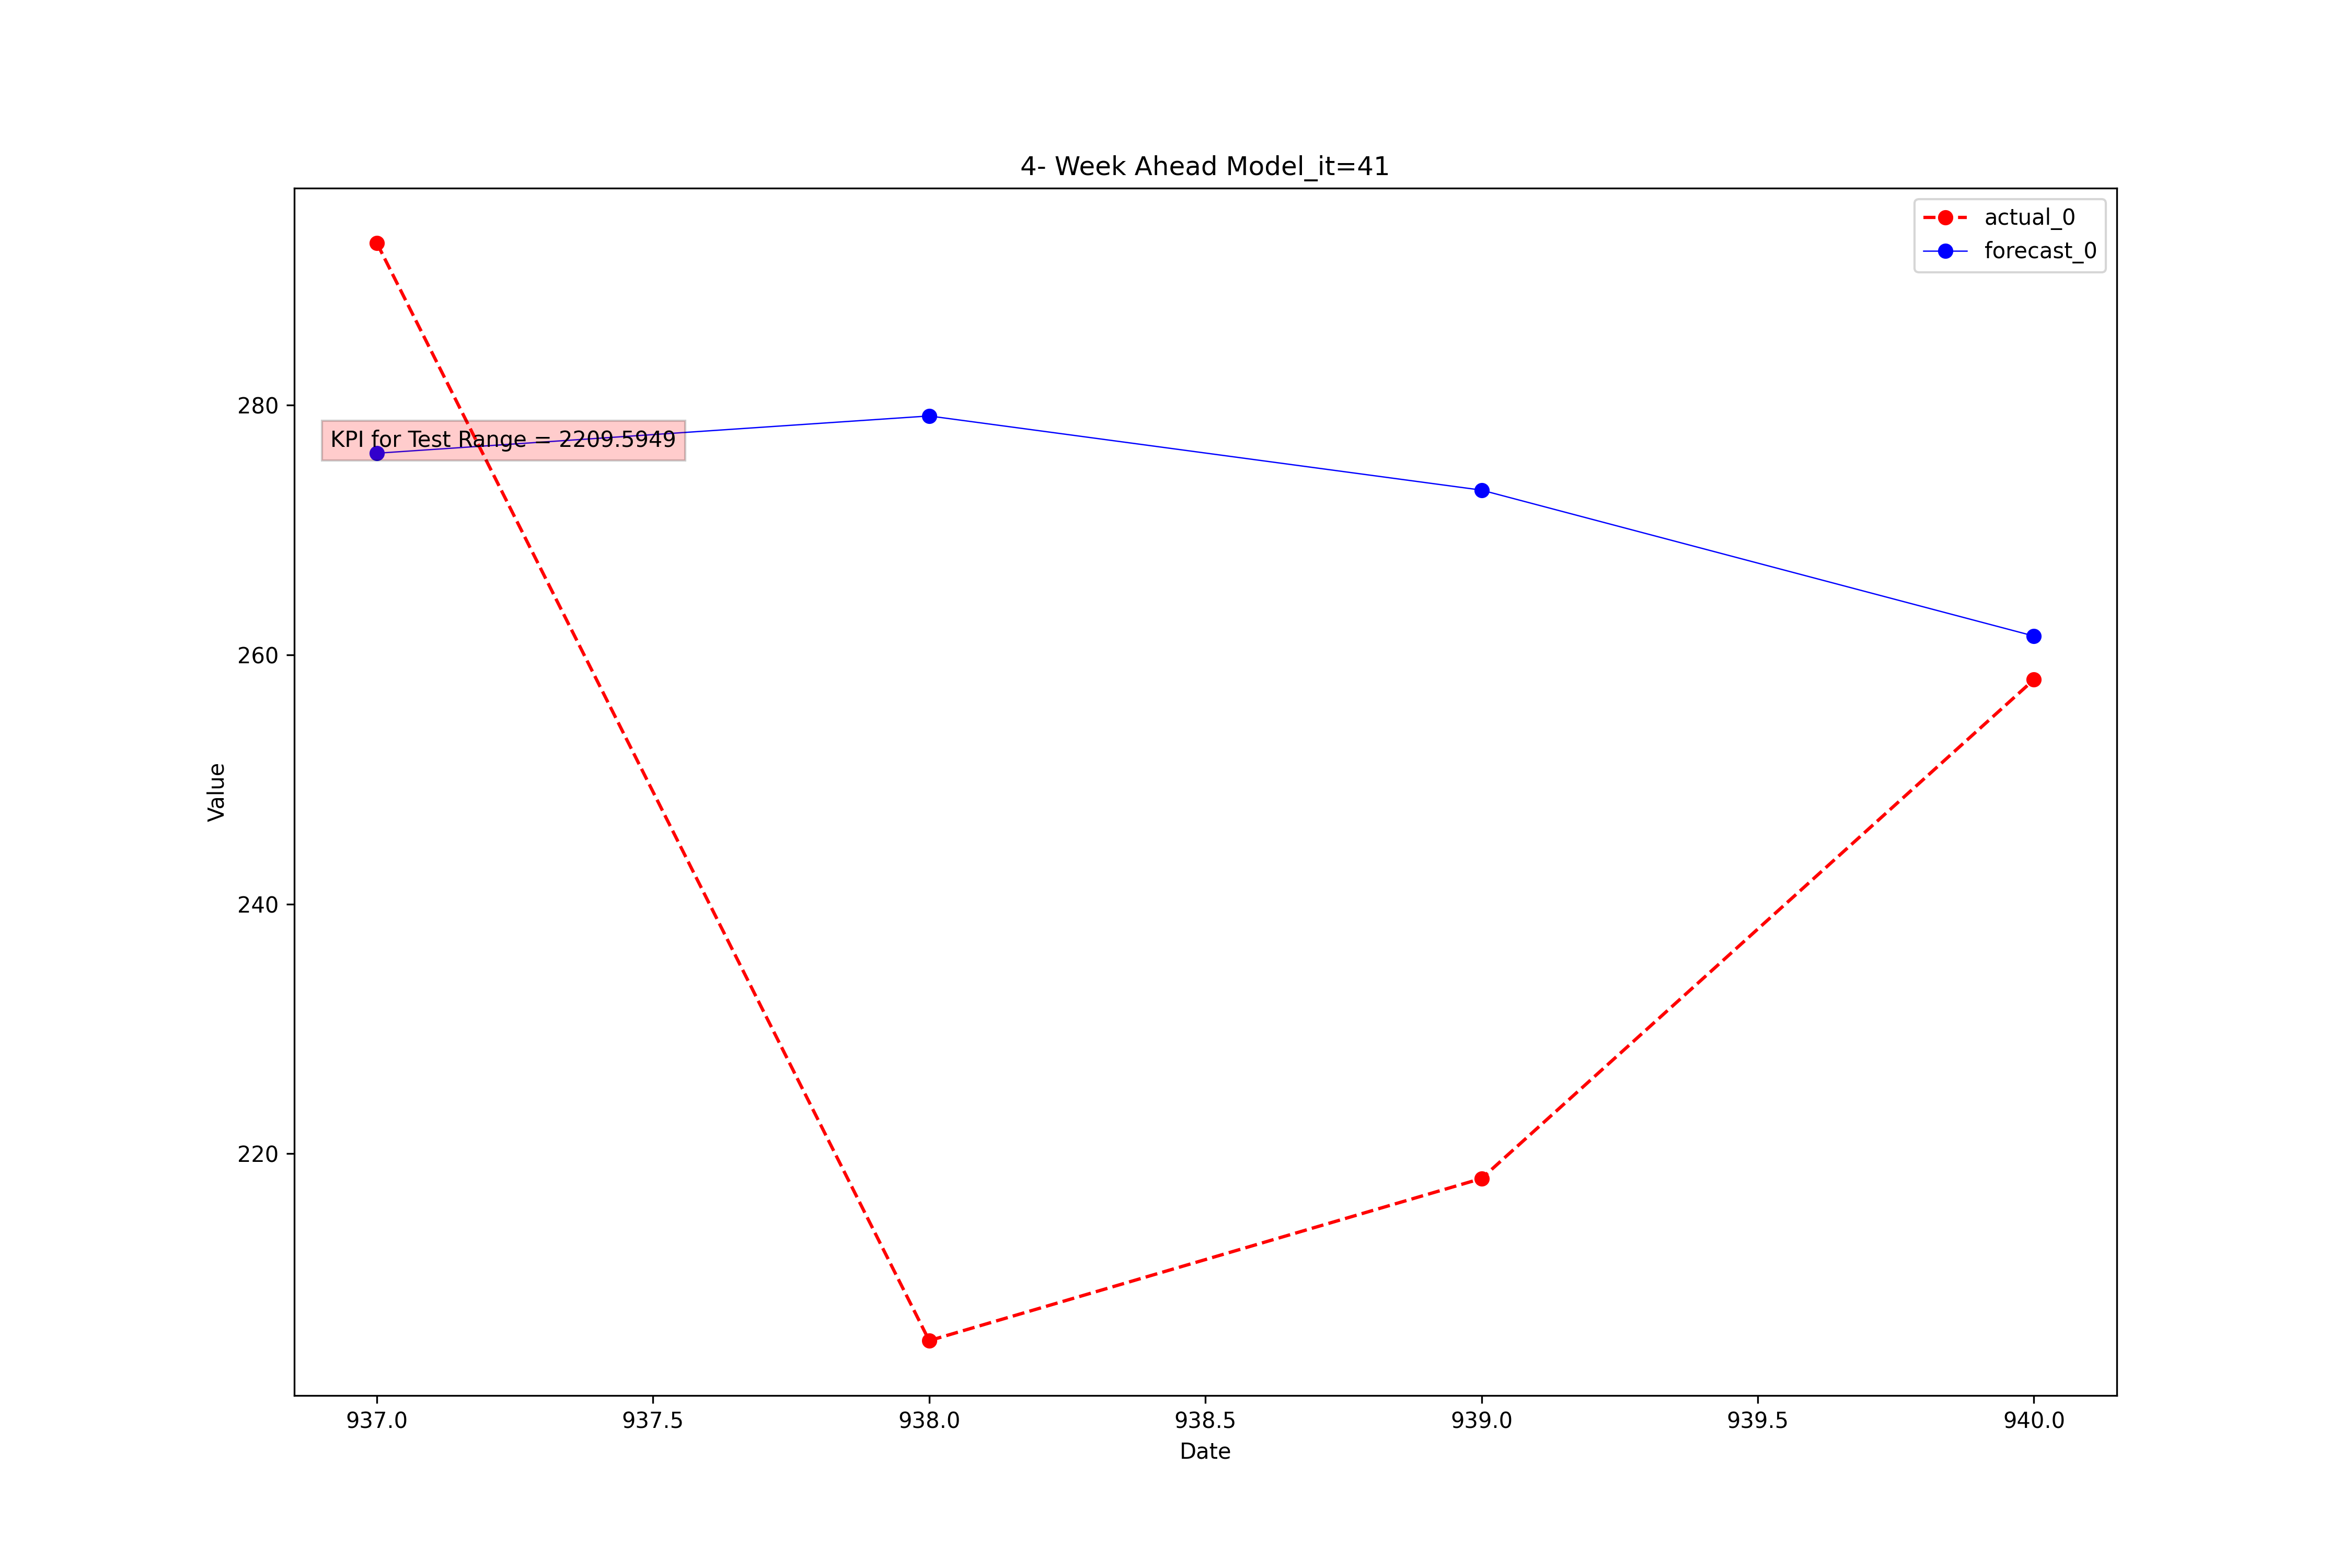 4- Week Ahead Model_it=41
actual_0
forecast_0
KPI for Test Range = 2209.5949
280
260
240
220
Value
937.0 937.5 938.0 938.5 939.0 939.5 940.0
Date